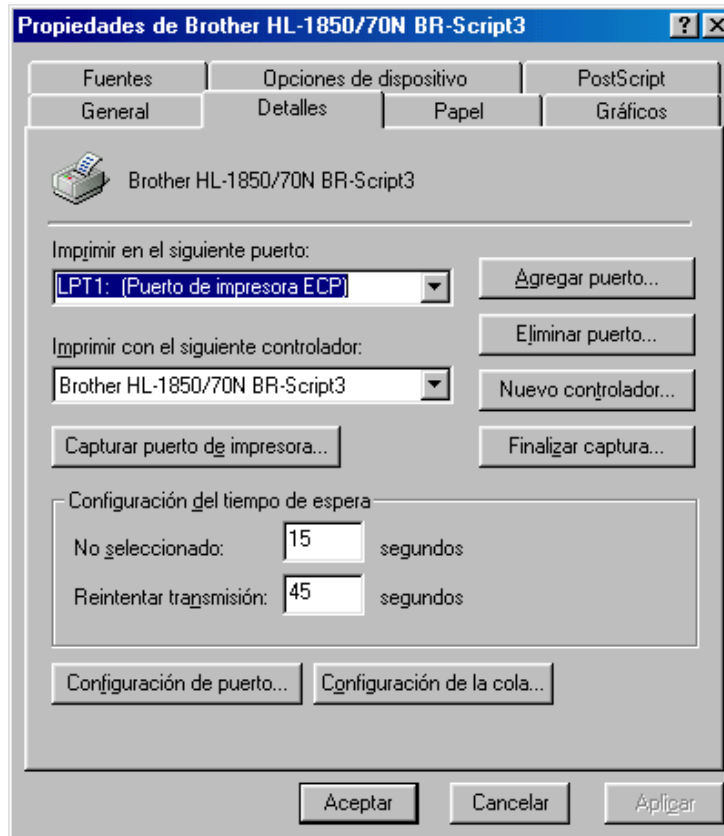 Propiedades de Brother HL-1850/70N BR-Script3
Fuentes
Opciones de dispositivo
PostScript
General
Detalles
Papel
Gráficos
Brother HL-1850/70N BR-Script3
Imprimir en el siguiente puerto:
LPT1: (Puerto de impresora ECP)
Agregar puerto...
Eliminar puerto...
Imprimir con el siguiente controlador:
Brother HL-1850/70N BR-Script3
Nuevo controlador...
Capturar puerto de impresora...
Finalizar captura...
Configuración del tiempo de espera
No seleccionado: 15 segundos
Reintentar transmisión: 45 segundos
Configuración de puerto...
Configuración de la cola...
Aceptar
Cancelar
Aplicar